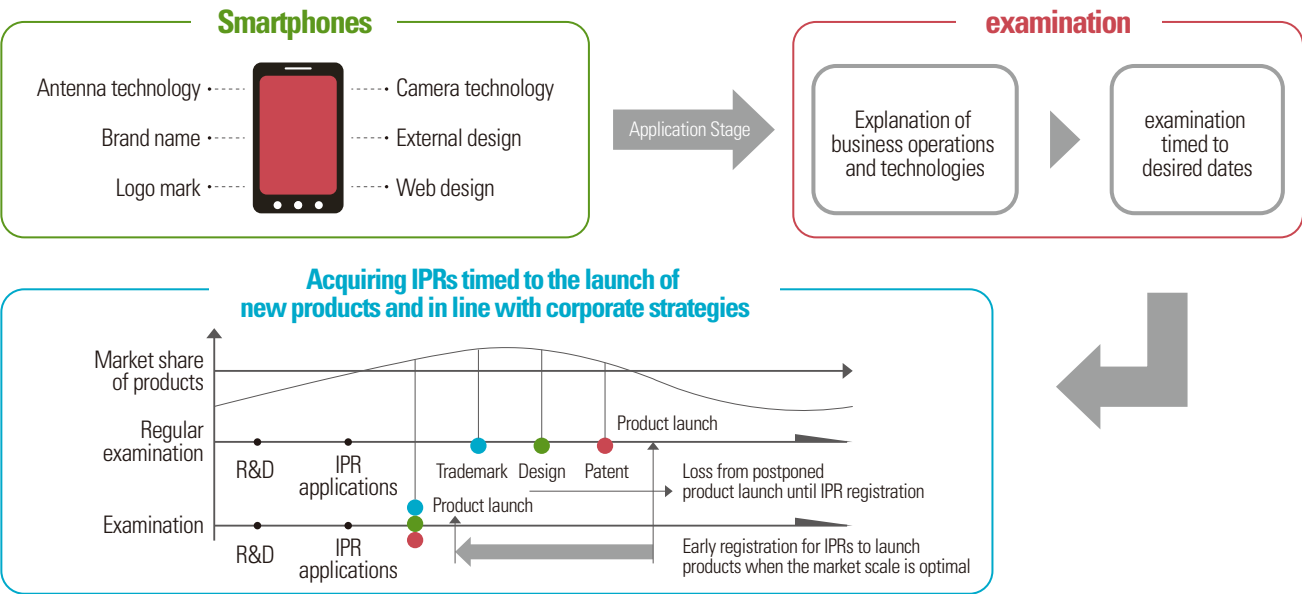 Smartphones
Antenna technology
Brand name
Logo mark
Camera technology
External design
Web design
Application Stage
examination
Explanation of
business operations
and technologies
examination
timed to
desired dates
Acquiring IPRs timed to the launch of
new products and in line with corporate strategies
Market share
of products
Regular
examination
R&D
IPR
applications
Trademark
Design
Patent
Product launch
Loss from postponed
product launch until IPR registration
Examination
R&D
IPR
applications
Product launch
Early registration for IPRs to launch
products when the market scale is optimal